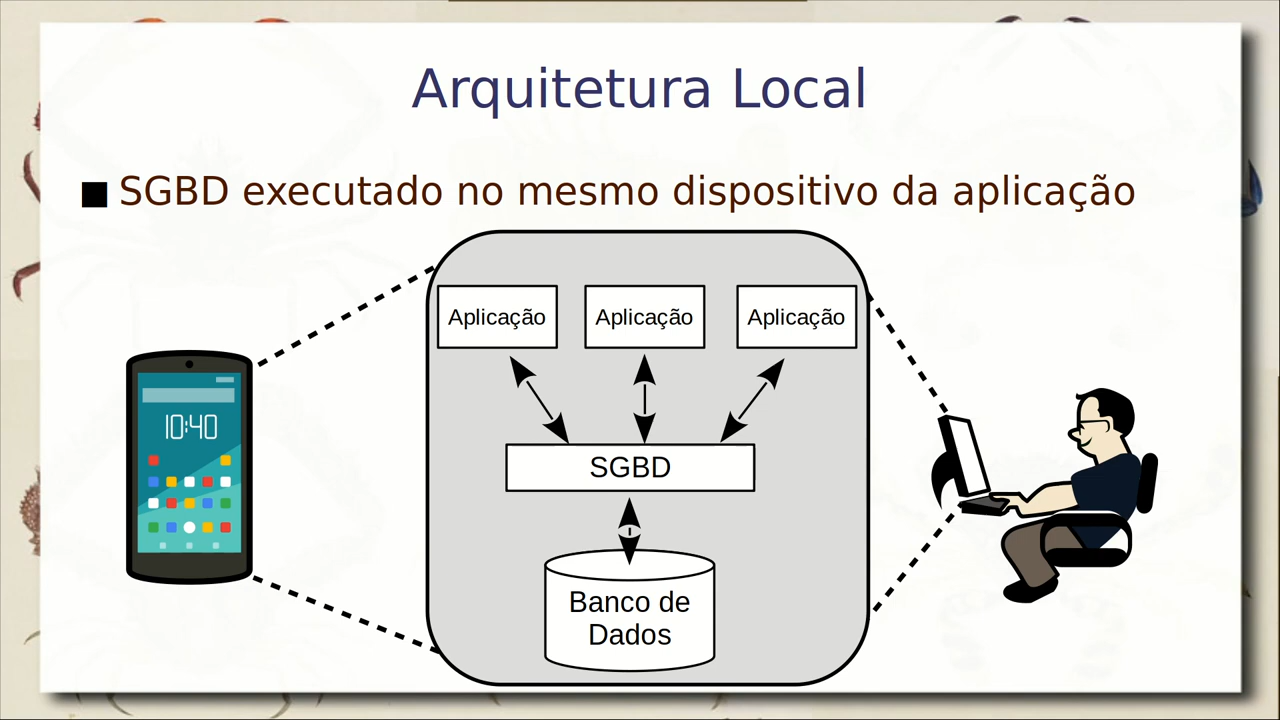 Arquitetura Local
SGBD executado no mesmo dispositivo da aplicação
Aplicação Aplicação Aplicação
10:40
SGBD
Banco de
Dados